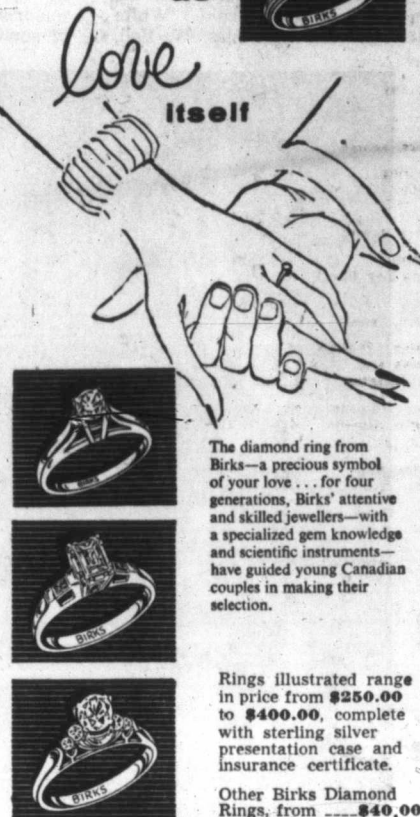 BIRKS
love
itself
BIRKS
The diamond ring from
Birks—a precious symbol
of your love . . . for four
generations, Birks' attentive
and skilled jewellers—with
a specialized gem knowledge
and scientific instruments—
have guided young Canadian
couples in making their
selection.
BIRKS
Rings illustrated range
in price from $250.00
to $400.00, complete
with sterling silver
presentation case and
insurance certificate.
BIRKS
Other Birks Diamond
Rings, from ____$40.00